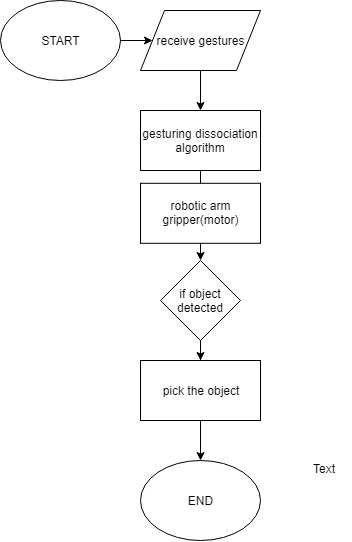 START
receive gestures
gesturing dissociation
algorithm
robotic arm
gripper(motor)
if object
detected
pick the object
Text
END